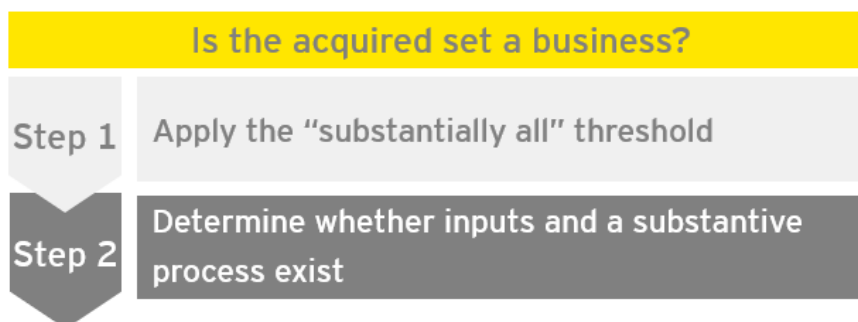 Is the acquired set a business?
Step 1
Apply the “substantially all” threshold
Step 2
Determine whether inputs and a substantive
process exist